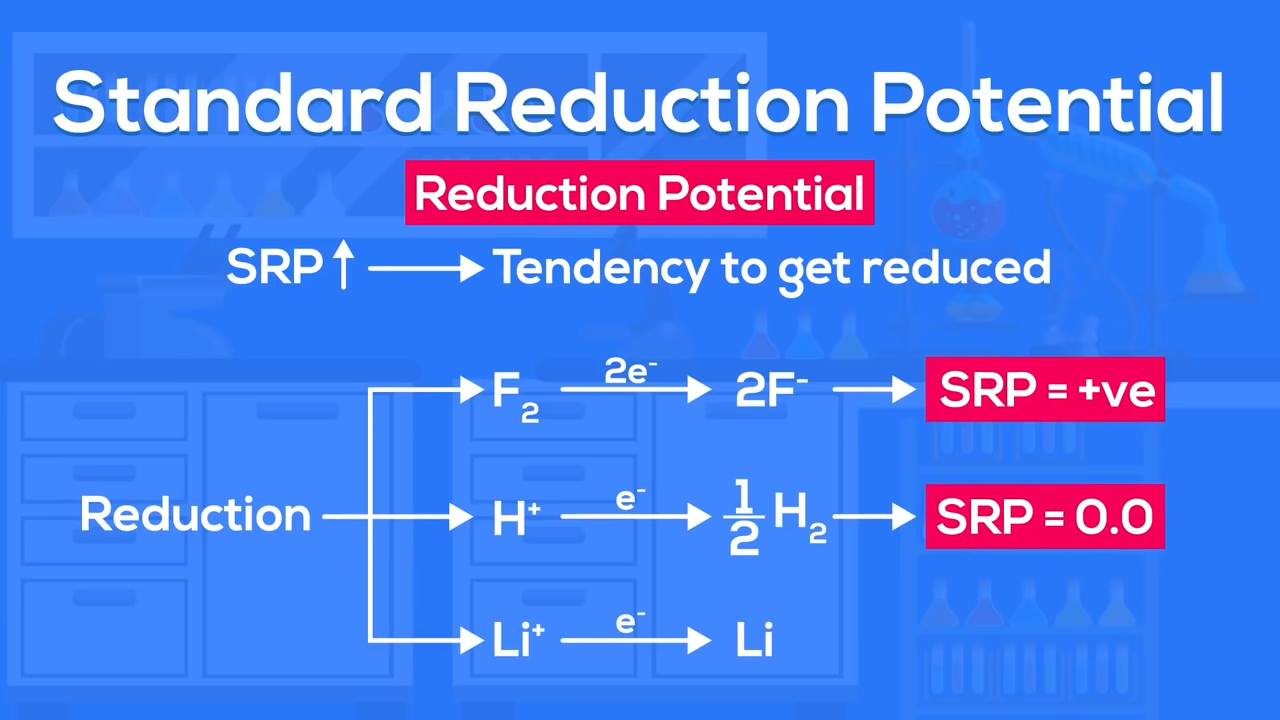 Standard Reduction Potential
Reduction Potential
SRP ↑ → Tendency to get reduced
F₂ 2e⁻ → 2F⁻ → SRP = +ve
Reduction → H⁺ e⁻ → ½ H₂ → SRP = 0.0
Li⁺ e⁻ → Li